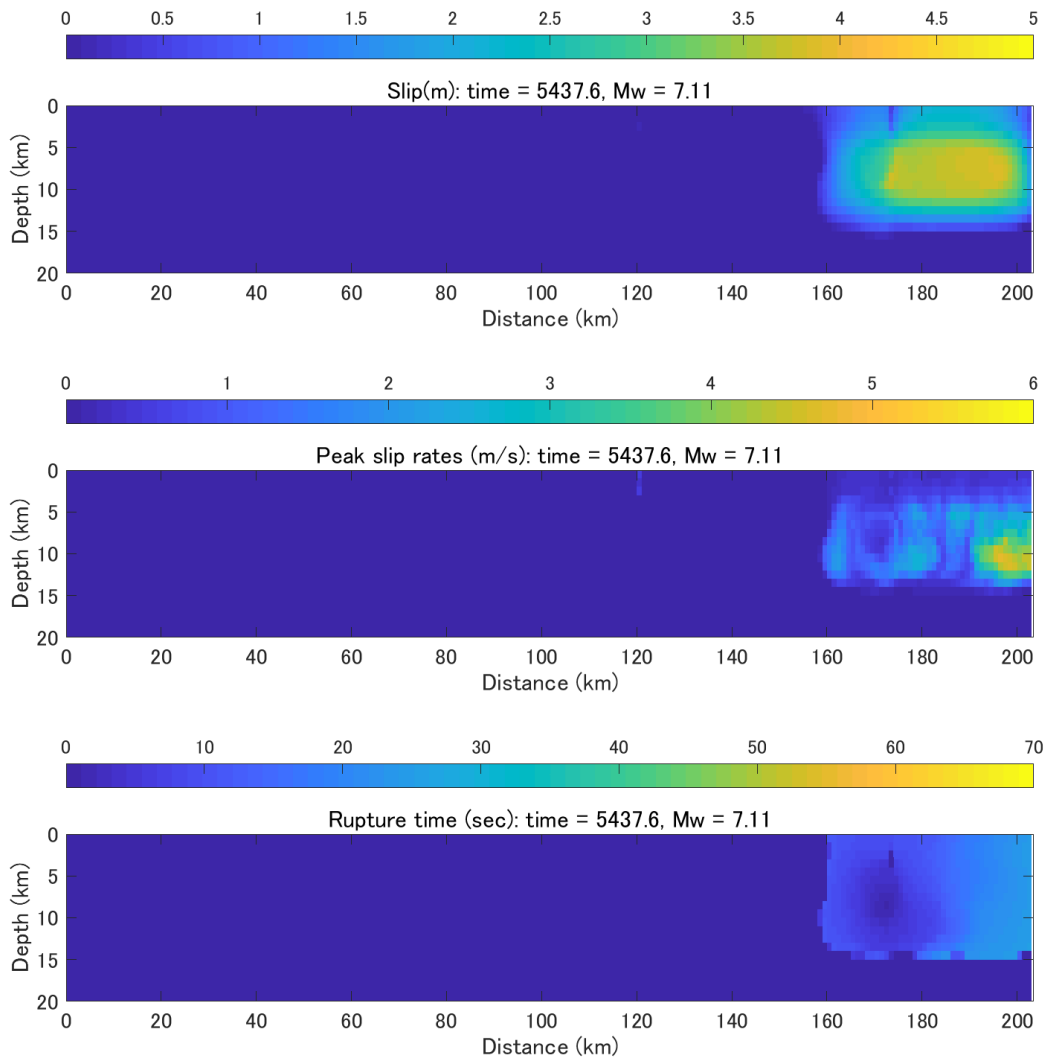 0 0.5 1 1.5 2 2.5 3 3.5 4 4.5 5
Slip(m): time = 5437.6, Mw = 7.11
0
5
10
15
20
Depth (km)
0 20 40 60 80 100 120 140 160 180 200
Distance (km)
0 1 2 3 4 5 6
Peak slip rates (m/s): time = 5437.6, Mw = 7.11
0
5
10
15
20
Depth (km)
0 20 40 60 80 100 120 140 160 180 200
Distance (km)
0 10 20 30 40 50 60 70
Rupture time (sec): time = 5437.6, Mw = 7.11
0
5
10
15
20
Depth (km)
0 20 40 60 80 100 120 140 160 180 200
Distance (km)